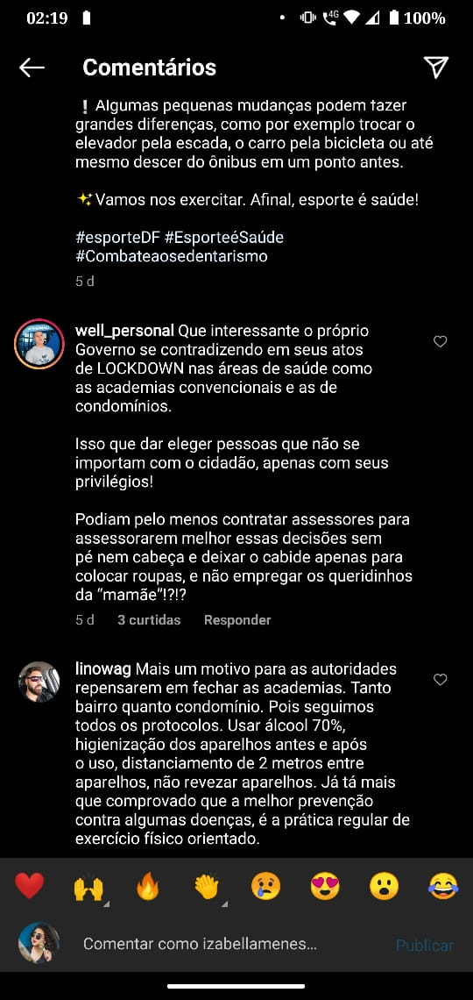 02:19
4G
100%
Comentários
❕ Algumas pequenas mudanças podem fazer
grandes diferenças, como por exemplo trocar o
elevador pela escada, o carro pela bicicleta ou até
mesmo descer do ônibus em um ponto antes.
✨Vamos nos exercitar. Afinal, esporte é saúde!
#esporteDF #EsporteéSaúde
#Combateaosedentarismo
5 d
well_personal Que interessante o próprio
Governo se contradizendo em seus atos
de LOCKDOWN nas áreas de saúde como
as academias convencionais e as de
condomínios.
Isso que dar eleger pessoas que não se
importam com o cidadão, apenas com seus
privilégios!
Podiam pelo menos contratar assessores para
assessorarem melhor essas decisões sem
pé nem cabeça e deixar o cabide apenas para
colocar roupas, e não empregar os queridinhos
da “mamãe”!?!?
5 d 3 curtidas Responder
linowag Mais um motivo para as autoridades
repensarem em fechar as academias. Tanto
bairro quanto condomínio. Pois seguimos
todos os protocolos. Usar álcool 70%,
higienização dos aparelhos antes e após
o uso, distanciamento de 2 metros entre
aparelhos, não revezar aparelhos. Já tá mais
que comprovado que a melhor prevenção
contra algumas doenças, é a prática regular de
exercício físico orientado.
Comentar como izabellamenes...
Publicar